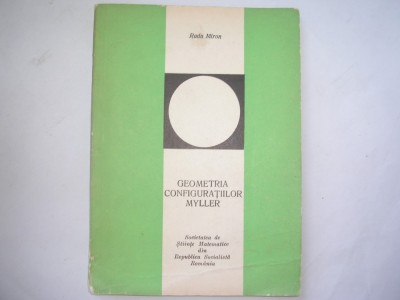 Radu Miron
GEOMETRIA
CONFIGURAȚIILOR
MYLLER
Societatea de
Științe Matematice
din
Republica Socialistă
România